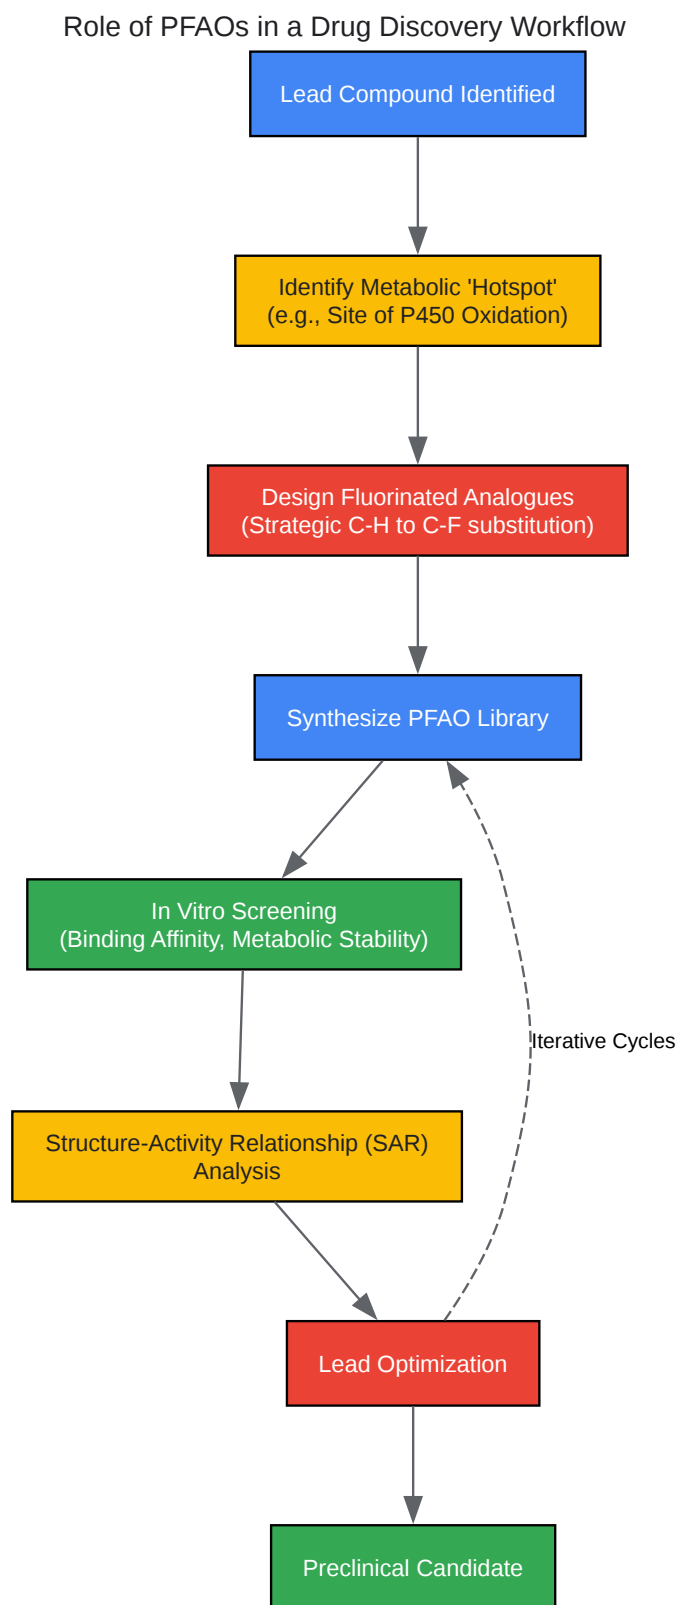 Role of PFAOs in a Drug Discovery Workflow
Lead Compound Identified
Identify Metabolic 'Hotspot'
(e.g., Site of P450 Oxidation)
Design Fluorinated Analogues
(Strategic C-H to C-F substitution)
Synthesize PFAO Library
In Vitro Screening
(Binding Affinity, Metabolic Stability)
Iterative Cycles
Structure-Activity Relationship (SAR)
Analysis
Lead Optimization
Preclinical Candidate